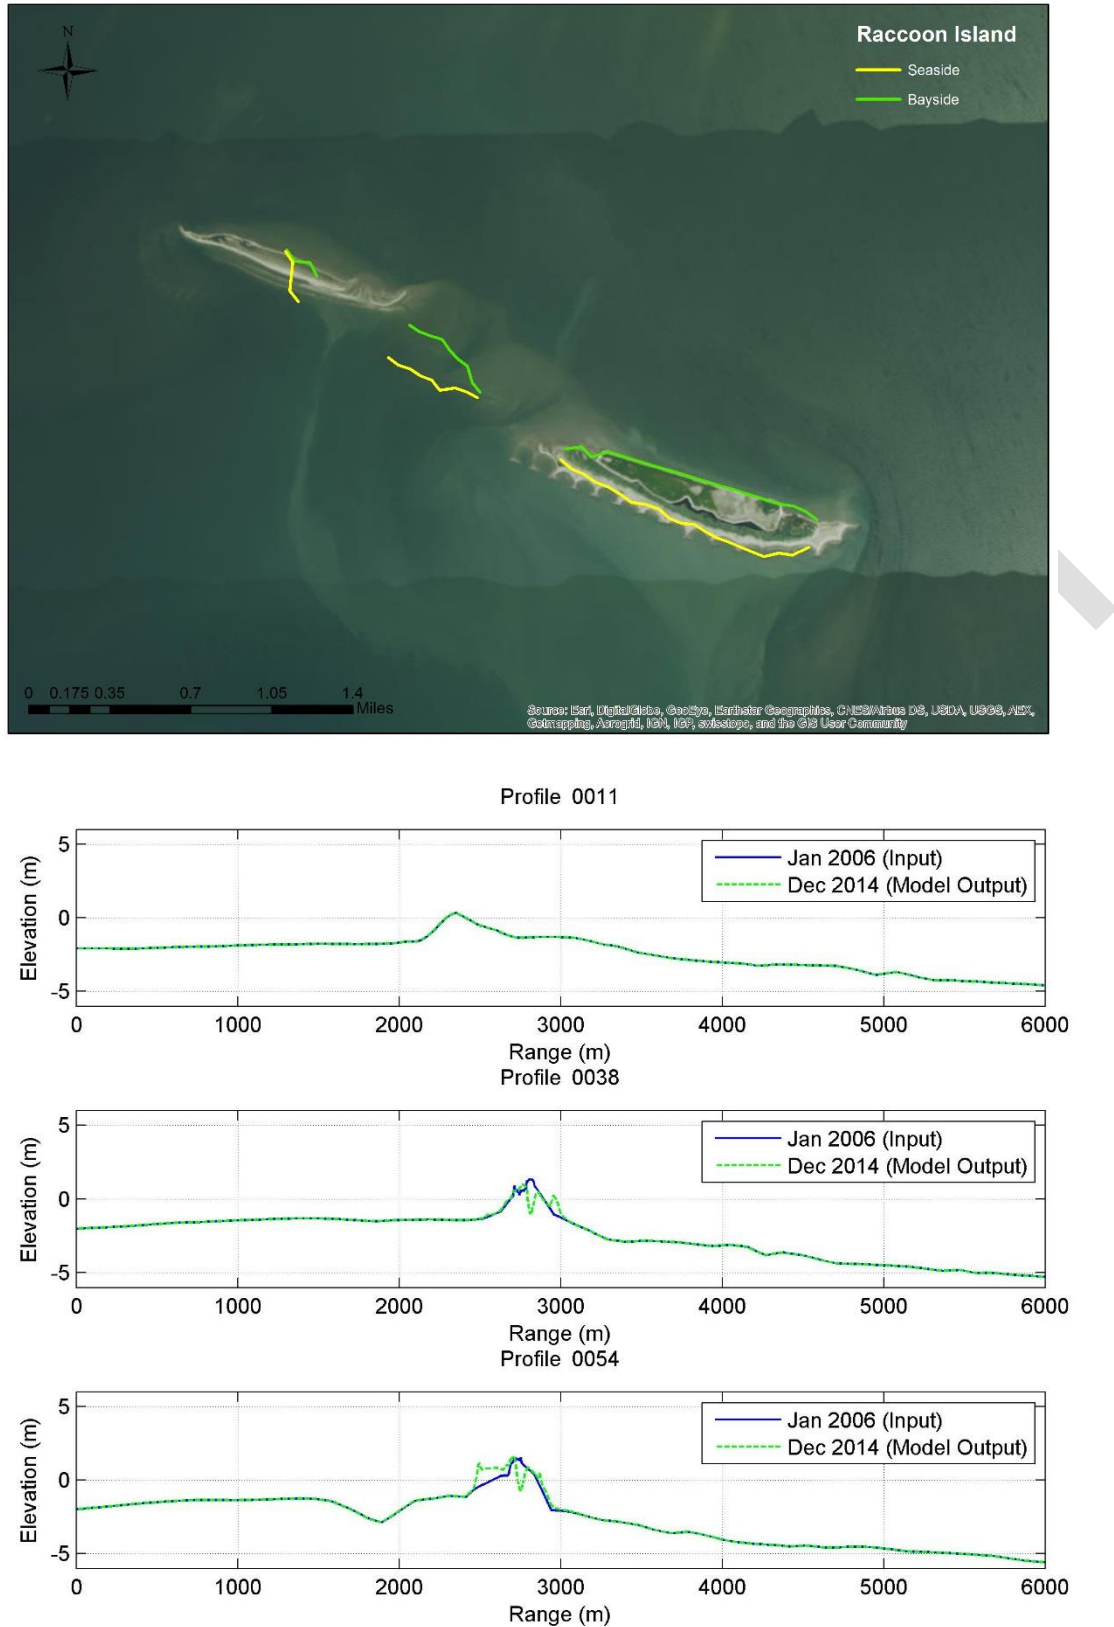 N
Raccoon Island
Seaside
Bayside
0 0.175 0.35 0.7 1.05 1.4
Miles
Source: Esri, DigitalGlobe, GeoEye, Earthstar Geographics, CNES/Airbus DS, USDA, USGS, AEX,
Getmapping, Aerogrid, IGN, IGP, swisstopo, and the GIS User Community
Profile 0011
Elevation (m)
5
0
-5
Jan 2006 (Input)
Dec 2014 (Model Output)
0 1000 2000 3000 4000 5000 6000
Range (m)
Profile 0038
Elevation (m)
5
0
-5
Jan 2006 (Input)
Dec 2014 (Model Output)
0 1000 2000 3000 4000 5000 6000
Range (m)
Profile 0054
Elevation (m)
5
0
-5
Jan 2006 (Input)
Dec 2014 (Model Output)
0 1000 2000 3000 4000 5000 6000
Range (m)